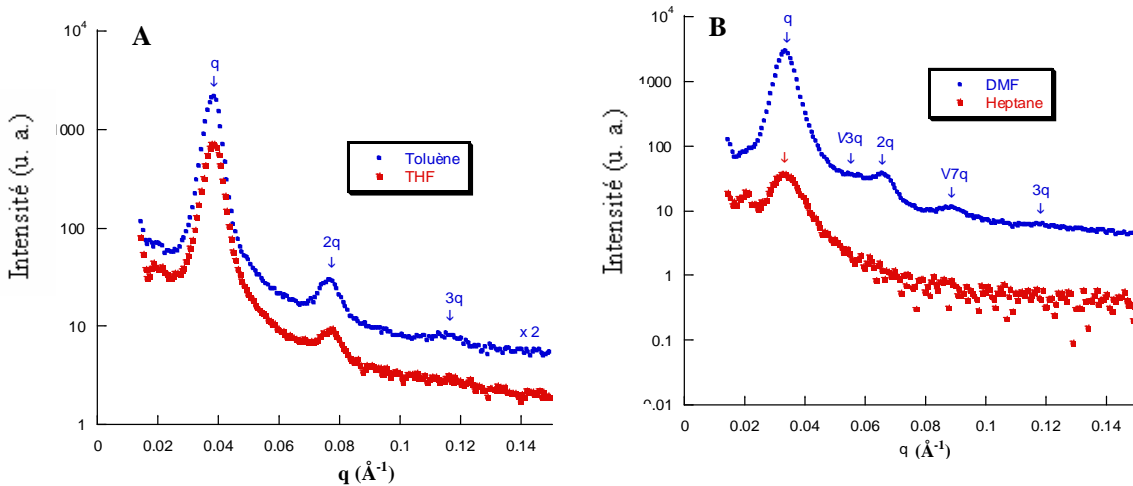 A
10⁴
1000
100
10
1
Intensité (u. a.)
q
2q
3q
x 2
Toluène
THF
0 0.02 0.04 0.06 0.08 0.1 0.12 0.14
q (Å⁻¹)
B
10⁴
1000
100
10
1
0.1
0.01
Intensité (u. a.)
q
V3q
2q
V7q
3q
DMF
Heptane
0 0.02 0.04 0.06 0.08 0.1 0.12 0.14
q (Å⁻¹)